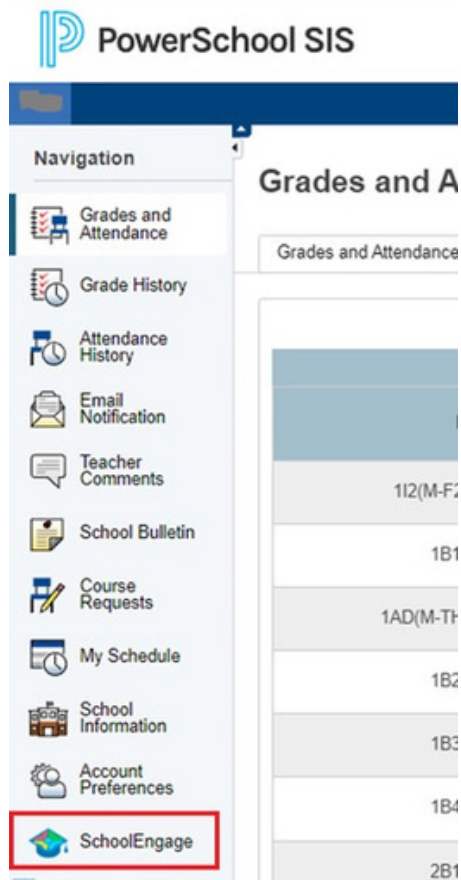 PowerSchool SIS
Navigation
Grades and
Attendance
Grade History
Attendance
History
Email
Notification
Teacher
Comments
School Bulletin
Course
Requests
My Schedule
School
Information
Account
Preferences
SchoolEngage
Grades and A
Grades and Attendance
1I2(M-F2
1B1
1AD(M-TH
1B2
1B3
1B4
2B1